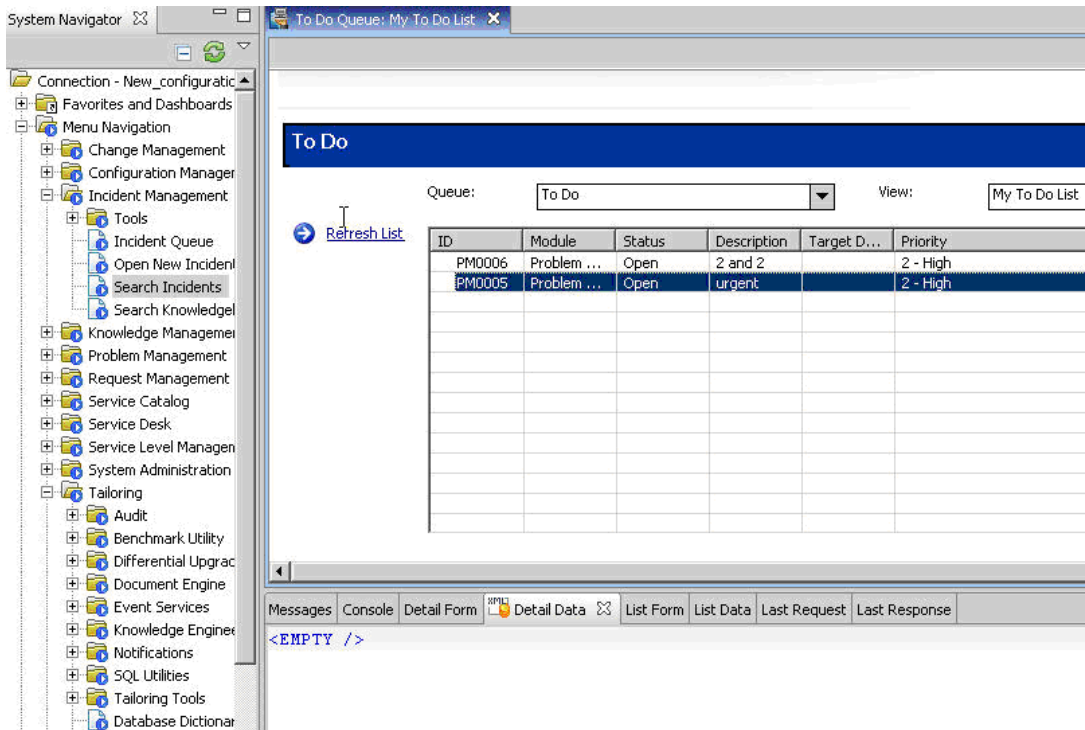 System Navigator
Connection - New_configuratic
Favorites and Dashboards
Menu Navigation
Change Management
Configuration Manager
Incident Management
Tools
Incident Queue
Open New Incident
Search Incidents
Search Knowledgel
Knowledge Managemer
Problem Management
Request Management
Service Catalog
Service Desk
Service Level Managem
System Administration
Tailoring
Audit
Benchmark Utility
Differential Upgrac
Document Engine
Event Services
Knowledge Enginee
Notifications
SQL Utilities
Tailoring Tools
Database Dictionar
To Do Queue: My To Do List
To Do
Queue: To Do View: My To Do List
Refresh List
ID Module Status Description Target D... Priority
PM0006 Problem ... Open 2 and 2 2 - High
PM0005 Problem ... Open urgent 2 - High
Messages Console Detail Form XML Detail Data List Form List Data Last Request Last Response
<EMPTY />